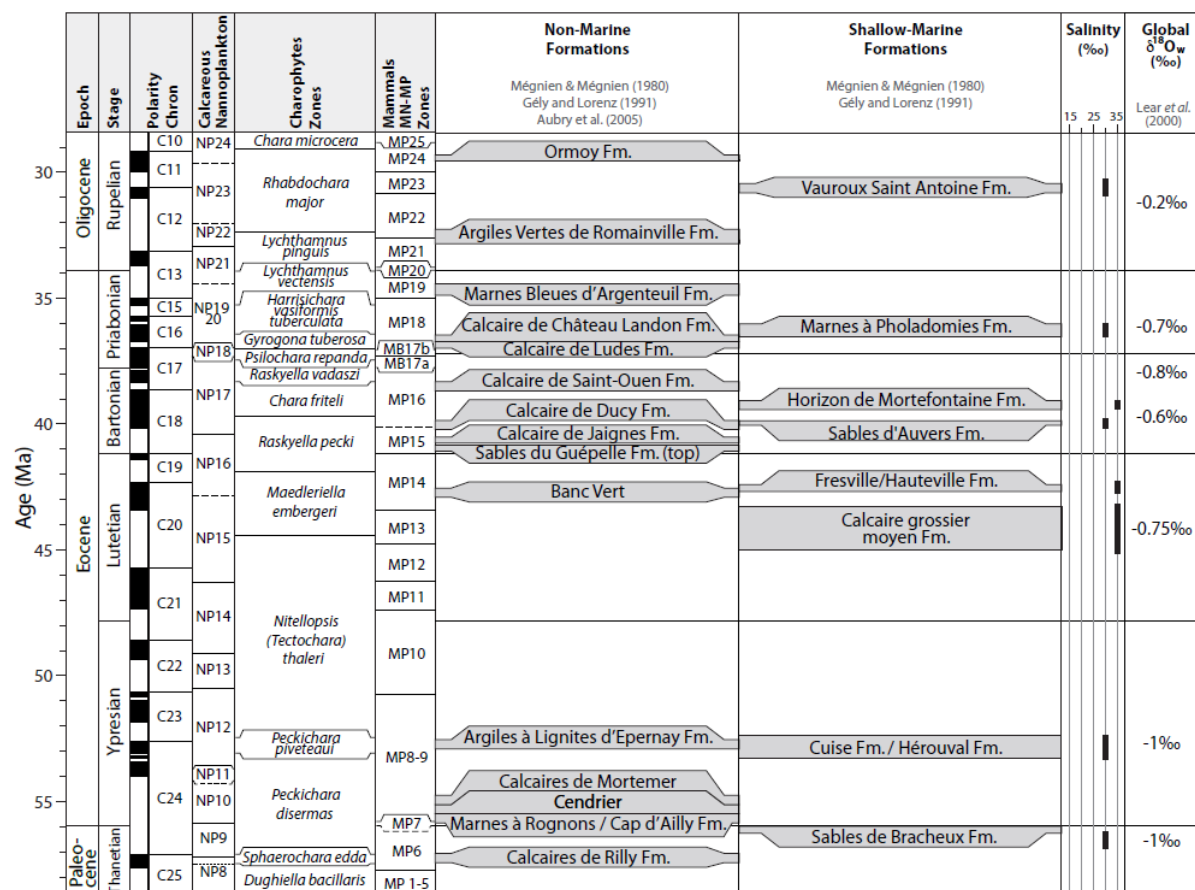 Epoch
Stage
Polarity
Chron
Calcareous
Nannoplankton
Charophytes
Zones
Mammals
MN-MP
Zones
Non-Marine
Formations
Mégnien & Mégnien (1980)
Gély and Lorenz (1991)
Aubry et al. (2005)
Shallow-Marine
Formations
Mégnien & Mégnien (1980)
Gély and Lorenz (1991)
Salinity
(‰)
15 25 35
Global
δ¹⁸Ow
(‰)
Lear et al.
(2000)
Age (Ma)
30
35
40
45
50
55
Oligocene
Eocene
Paleo-
cene
Rupelian
Priabonian
Bartonian
Lutetian
Ypresian
Thanetian
C10
C11
C12
C13
C15
C16
C17
C18
C19
C20
C21
C22
C23
C24
C25
NP24
NP23
NP22
NP21
NP19
20
NP18
NP17
NP16
NP15
NP14
NP13
NP12
NP11
NP10
NP9
NP8
Chara microcera
Rhabdochara
major
Lychthamnus
pinguis
Lychthamnus
vectensis
Harrisichara
vasiformis
tuberculata
Gyrogona tuberosa
Psilochara repanda
Raskyella vadaszi
Chara friteli
Raskyella pecki
Maedleriella
embergeri
Nitellopsis
(Tectochara)
thaleri
Peckichara
piveteaui
Peckichara
disermas
Sphaerochara edda
Dughiella bacillaris
MP25
MP24
MP23
MP22
MP21
MP20
MP19
MP18
MB17b
MB17a
MP16
MP15
MP14
MP13
MP12
MP11
MP10
MP8-9
MP7
MP6
MP 1-5
Ormoy Fm.
Argiles Vertes de Romainville Fm.
Marnes Bleues d'Argenteuil Fm.
Calcaire de Château Landon Fm.
Calcaire de Ludes Fm.
Calcaire de Saint-Ouen Fm.
Calcaire de Ducy Fm.
Calcaire de Jaignes Fm.
Sables du Guépelle Fm. (top)
Banc Vert
Argiles à Lignites d'Epernay Fm.
Calcaires de Mortemer
Cendrier
Marnes à Rognons / Cap d'Ailly Fm.
Calcaires de Rilly Fm.
Vauroux Saint Antoine Fm.
Marnes à Pholadomies Fm.
Horizon de Mortefontaine Fm.
Sables d'Auvers Fm.
Fresville/Hauteville Fm.
Calcaire grossier
moyen Fm.
Cuise Fm. / Hérouval Fm.
Sables de Bracheux Fm.
-0.2‰
-0.7‰
-0.8‰
-0.6‰
-0.75‰
-1‰
-1‰